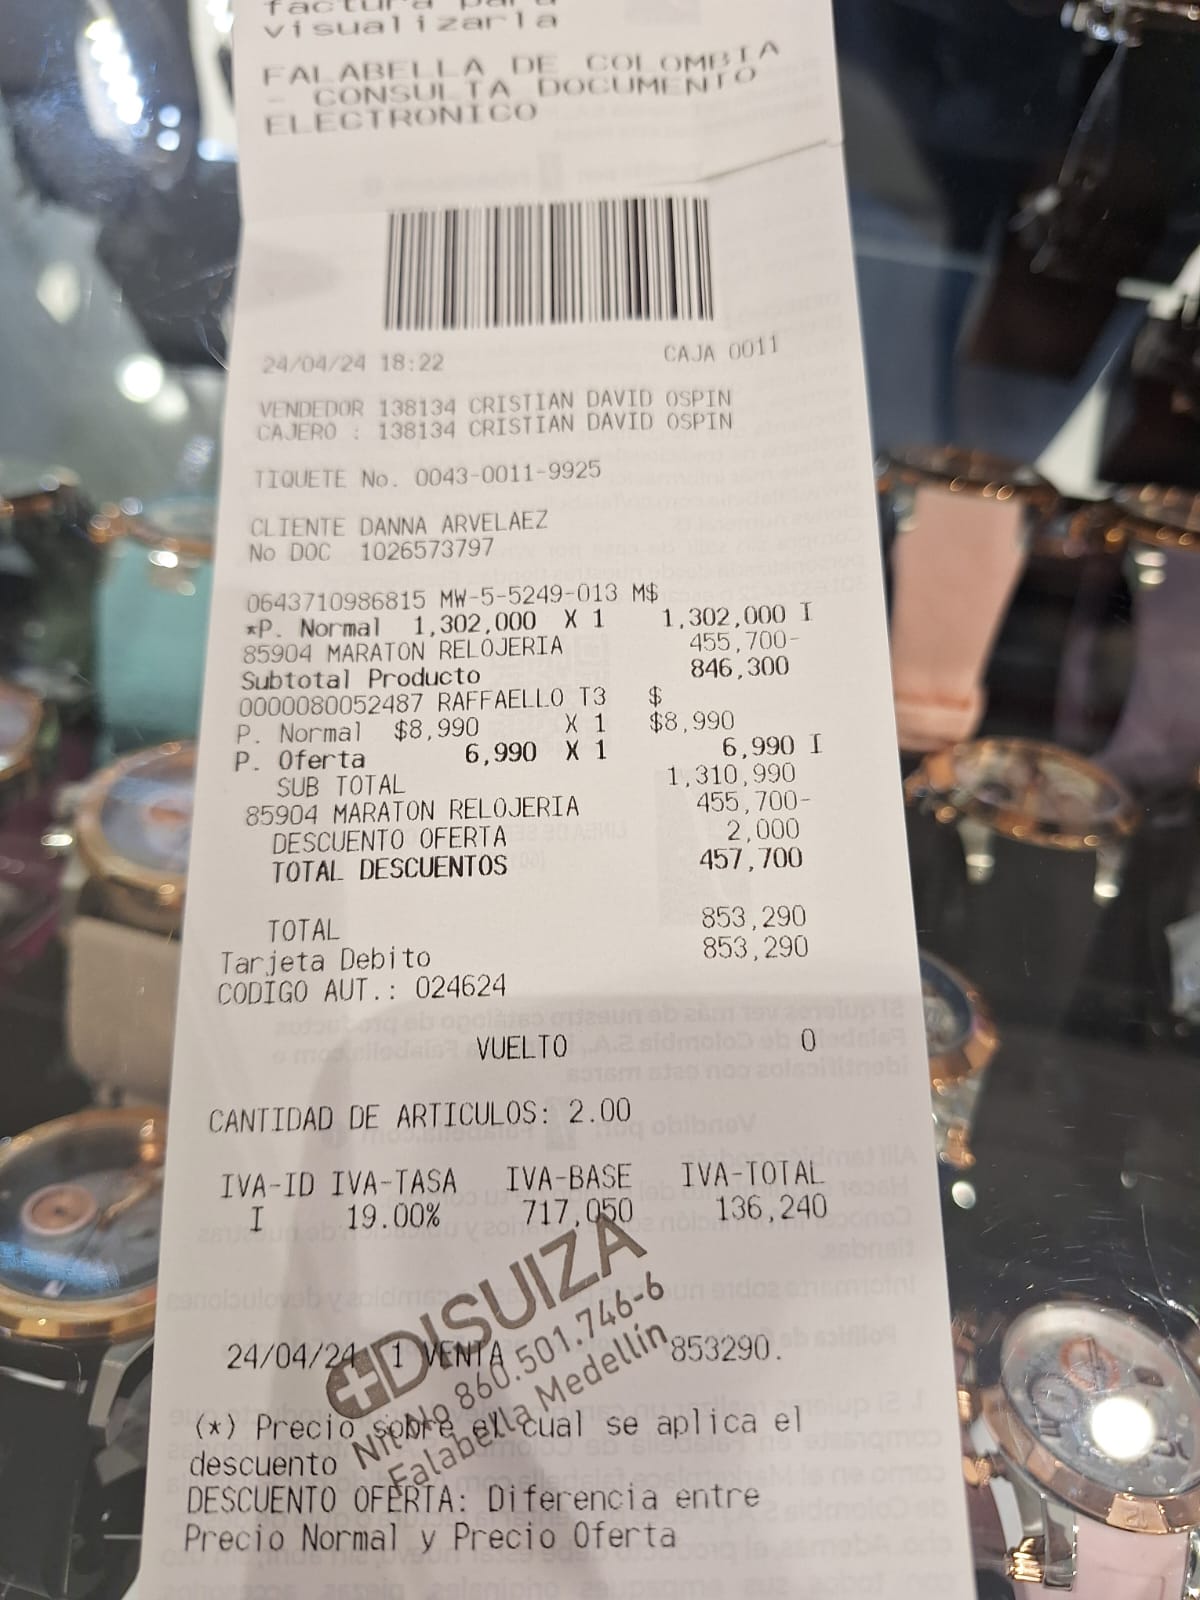 factura para
visualizarla
FALABELLA DE COLOMBIA
- CONSULTA DOCUMENTO
ELECTRONICO
24/04/24 18:22 CAJA 0011
VENDEDOR 138134 CRISTIAN DAVID OSPIN
CAJERO : 138134 CRISTIAN DAVID OSPIN
TIQUETE No. 0043-0011-9925
CLIENTE DANNA ARVELAEZ
No DOC 1026573797
0643710986815 MW-5-5249-013 M$
*P. Normal 1,302,000 X 1 1,302,000 I
85904 MARATON RELOJERIA 455,700-
Subtotal Producto 846,300
0000080052487 RAFFAELLO T3 $
P. Normal $8,990 X 1 $8,990
P. Oferta 6,990 X 1 6,990 I
SUB TOTAL 1,310,990
85904 MARATON RELOJERIA 455,700-
DESCUENTO OFERTA 2,000
TOTAL DESCUENTOS 457,700
TOTAL 853,290
Tarjeta Debito 853,290
CODIGO AUT.: 024624
VUELTO 0
CANTIDAD DE ARTICULOS: 2.00
IVA-ID IVA-TASA IVA-BASE IVA-TOTAL
I 19.00% 717,050 136,240
DISUIZA
Nit No 860.501.746-6
Falabella Medellín
24/04/24 1 VENTA 853290.
(*) Precio sobre el cual se aplica el
descuento
DESCUENTO OFERTA: Diferencia entre
Precio Normal y Precio Oferta